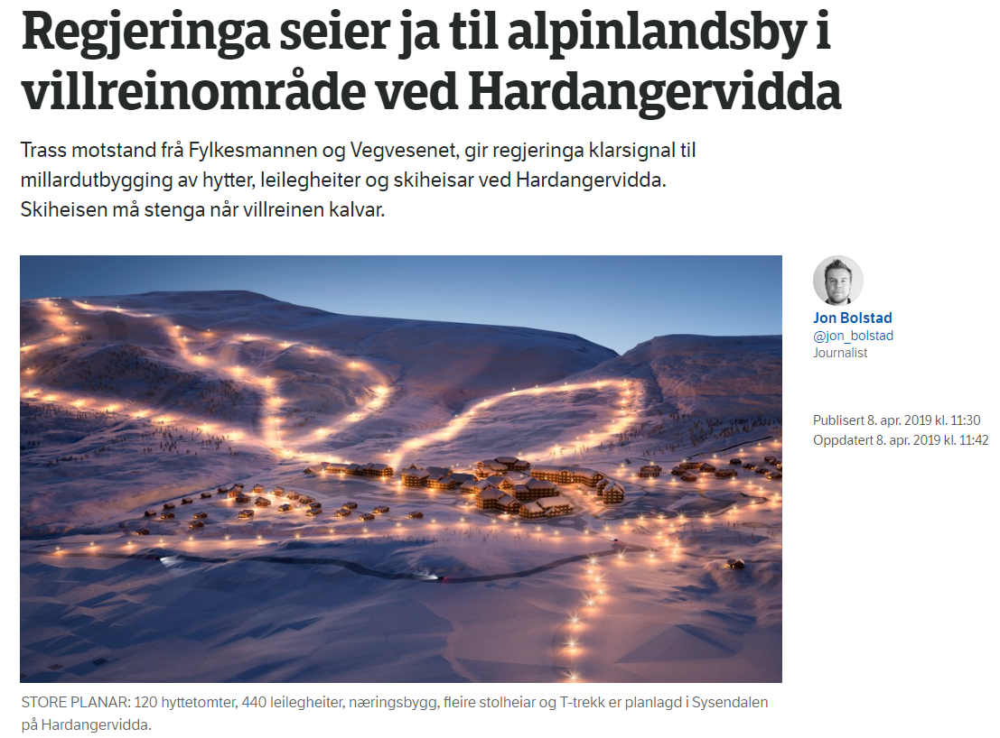 Regjeringa seier ja til alpinlandsby i
villreinområde ved Hardangervidda
Trass motstand frå Fylkesmannen og Vegvesenet, gir regjeringa klarsignal til
millardutbygging av hytter, leilegheiter og skiheisar ved Hardangervidda.
Skiheisen må stenga når villreinen kalvar.
Jon Bolstad
@jon_bolstad
Journalist
Publisert 8. apr. 2019 kl. 11:30
Oppdatert 8. apr. 2019 kl. 11:42
STORE PLANAR: 120 hyttetomter, 440 leilegheiter, næringsbygg, fleire stolheiar og T-trekk er planlagd i Sysendalen
på Hardangervidda.